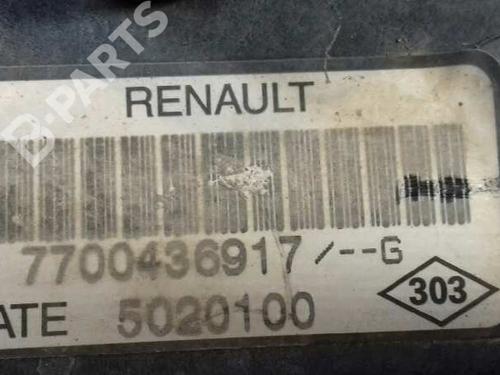 B-PARTS
RENAULT
7700436917/--G
ATE 5020100
303